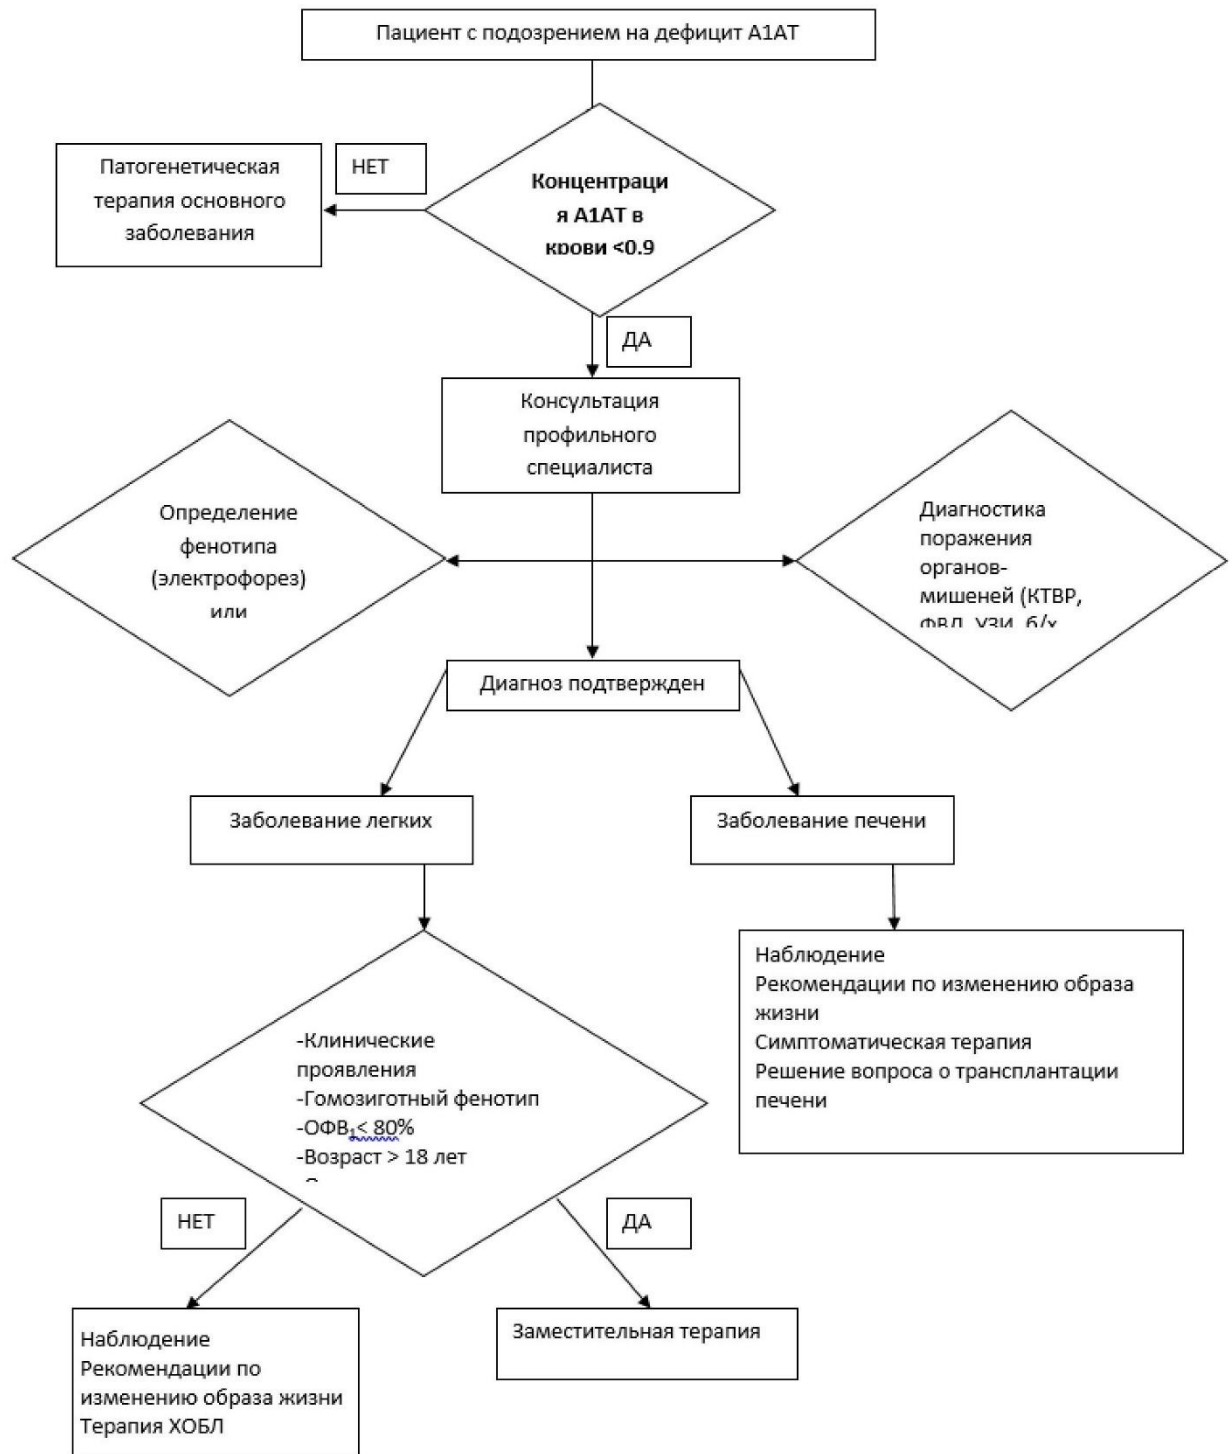 Пациент с подозрением на дефицит А1АТ
Патогенетическая
терапия основного
заболевания
НЕТ
Концентраци
я А1АТ в
крови <0.9
ДА
Консультация
профильного
специалиста
Определение
фенотипа
(электрофорез)
или
Диагностика
поражения
органов-
мишеней (КТВР,
ФВД, УЗИ, б/х
Диагноз подтвержден
Заболевание легких
Заболевание печени
-Клинические
проявления
-Гомозиготный фенотип
-ОФВ₁< 80%
-Возраст > 18 лет
Наблюдение
Рекомендации по изменению образа
жизни
Симптоматическая терапия
Решение вопроса о трансплантации
печени
НЕТ
ДА
Наблюдение
Рекомендации по
изменению образа жизни
Терапия ХОБЛ
Заместительная терапия